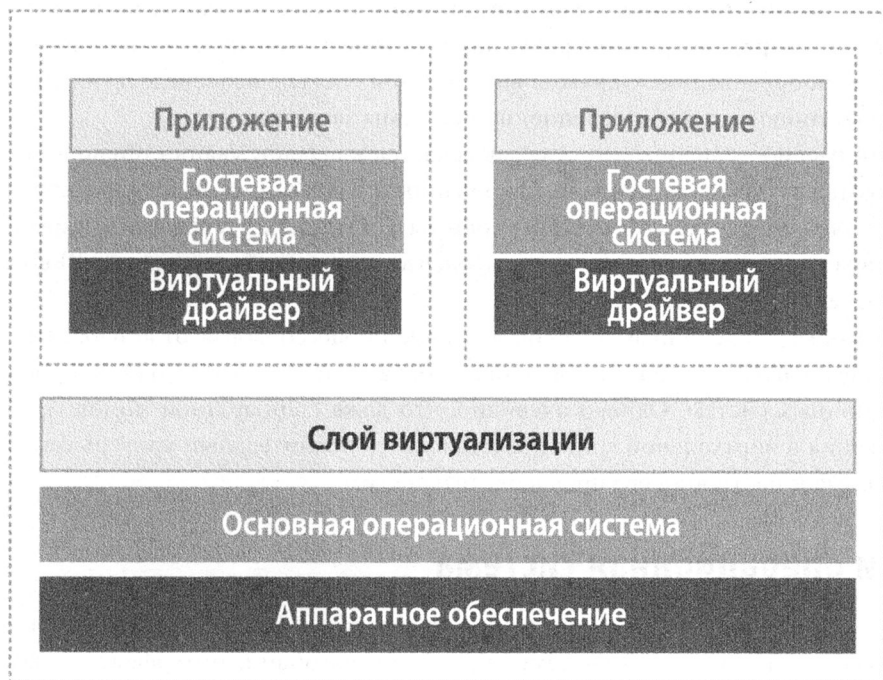 Приложение
Гостевая
операционная
система
Виртуальный
драйвер
Приложение
Гостевая
операционная
система
Виртуальный
драйвер
Слой виртуализации
Основная операционная система
Аппаратное обеспечение